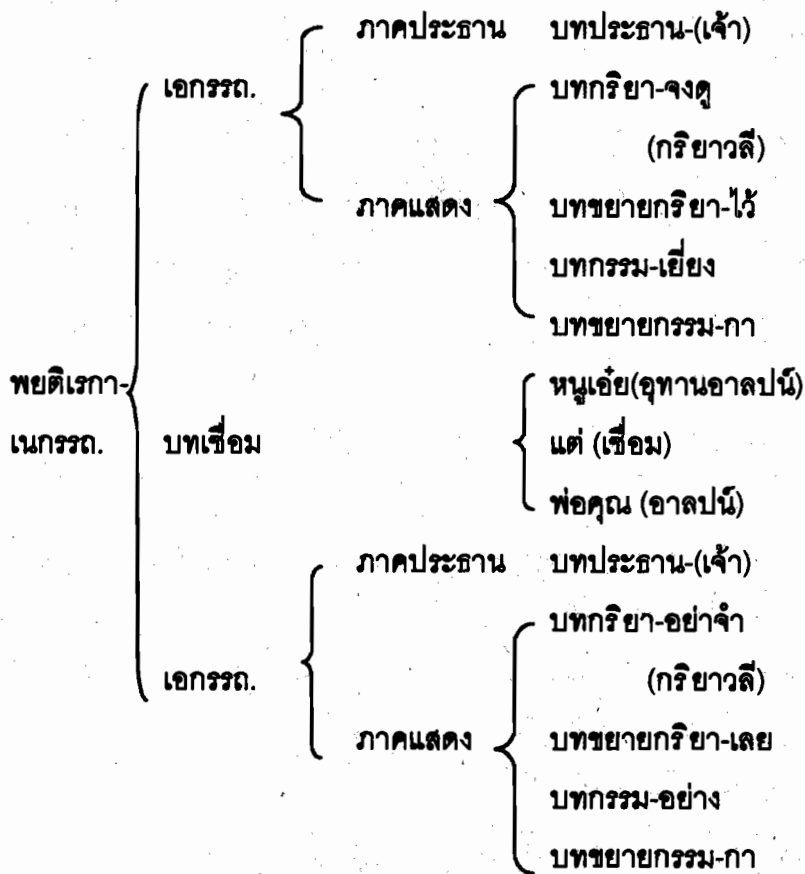 ภาคประธาน บทประธาน-(เจ้า)
เอกรรถ. บทกริยา-จงดู
(กริยาวลี)
ภาคแสดง บทขยายกริยา-ไว้
บทกรรม-เยี่ยง
บทขยายกรรม-กา
พยติเรกา- หนูเอ๋ย(อุทานอาลปน์)
เนกรรถ. บทเชื่อม แต่ (เชื่อม)
พ่อคุณ (อาลปน์)
ภาคประธาน บทประธาน-(เจ้า)
บทกริยา-อย่าจำ
เอกรรถ. (กริยาวลี)
ภาคแสดง บทขยายกริยา-เลย
บทกรรม-อย่าง
บทขยายกรรม-กา